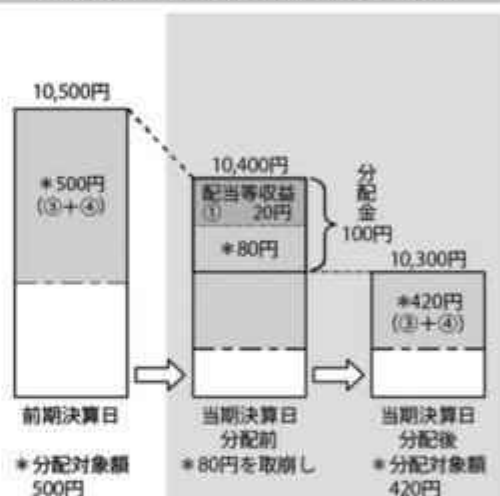 10,500円
*500円
(③+④)
前期決算日
*分配対象額
500円
10,400円
配当等収益
① 20円
*80円
分配金
100円
当期決算日
分配前
*80円を取崩し
10,300円
*420円
(③+④)
当期決算日
分配後
*分配対象額
420円